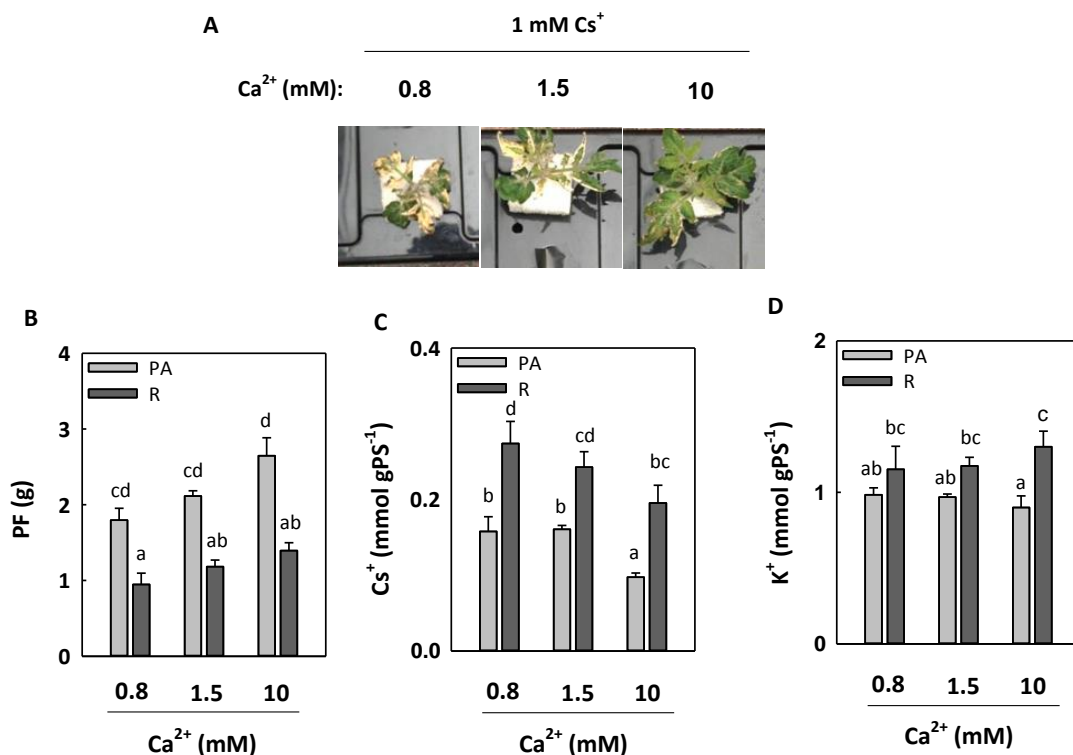 A
1 mM Cs⁺
Ca²⁺ (mM): 0.8 1.5 10
B
4
3
2
1
0
PF (g)
PA
R
cd
a
cd
ab
d
ab
0.8 1.5 10
Ca²⁺ (mM)
C
0.4
0.2
0.0
Cs⁺ (mmol gPS⁻¹)
PA
R
b
d
b
cd
a
bc
0.8 1.5 10
Ca²⁺ (mM)
D
2
1
0
K⁺ (mmol gPS⁻¹)
PA
R
ab
bc
ab
bc
a
c
0.8 1.5 10
Ca²⁺ (mM)